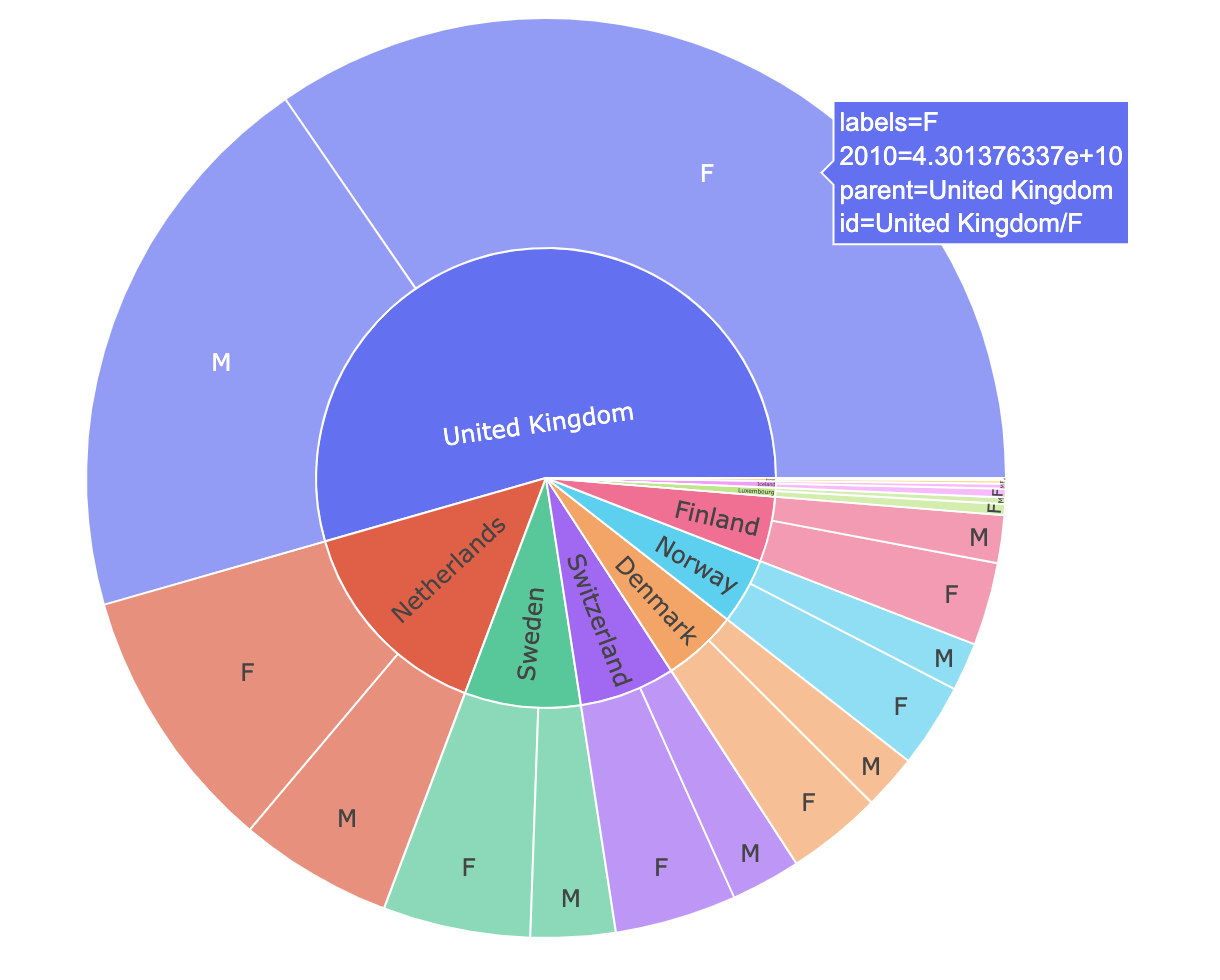 F
labels=F
2010=4.301376337e+10
parent=United Kingdom
id=United Kingdom/F
M
United Kingdom
Iceland
Luxembourg
F
M
F
M
Finland
M
F
Norway
M
F
Denmark
M
F
Switzerland
M
F
Sweden
M
F
Netherlands
M
F